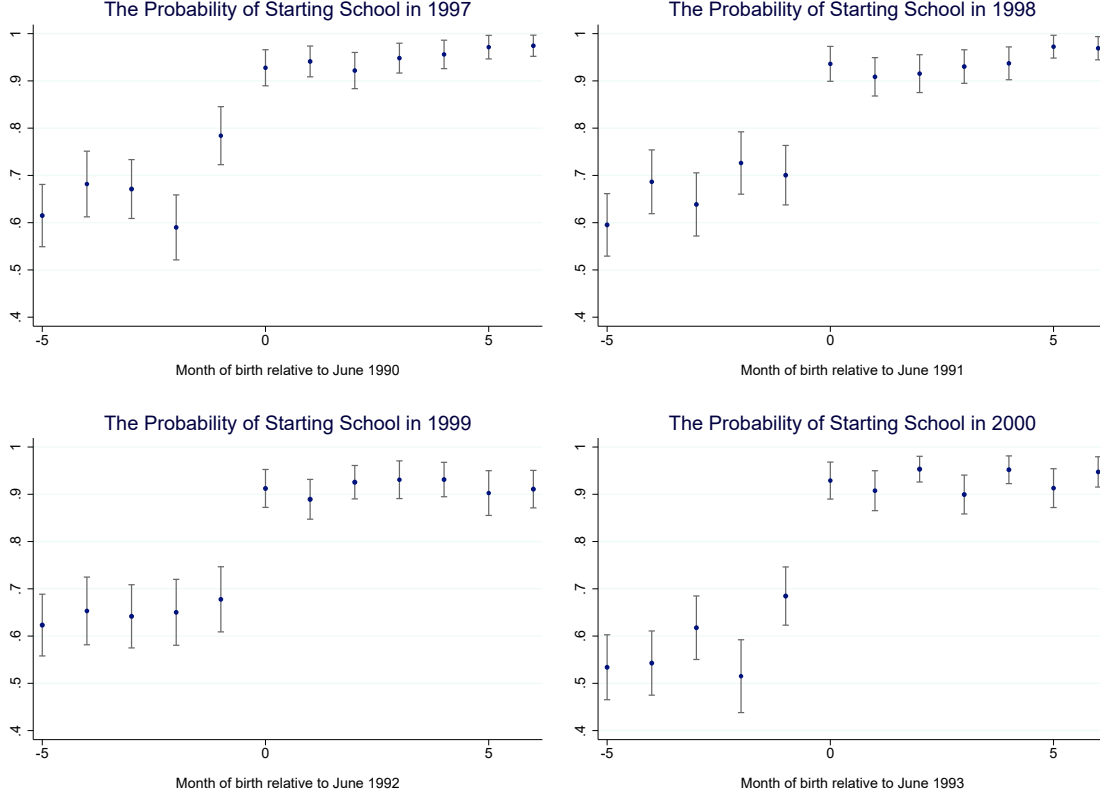 The Probability of Starting School in 1997
1
.9
.8
.7
.6
.5
.4
-5 0 5
Month of birth relative to June 1990
The Probability of Starting School in 1998
1
.9
.8
.7
.6
.5
.4
-5 0 5
Month of birth relative to June 1991
The Probability of Starting School in 1999
1
.9
.8
.7
.6
.5
.4
-5 0 5
Month of birth relative to June 1992
The Probability of Starting School in 2000
1
.9
.8
.7
.6
.5
.4
-5 0 5
Month of birth relative to June 1993